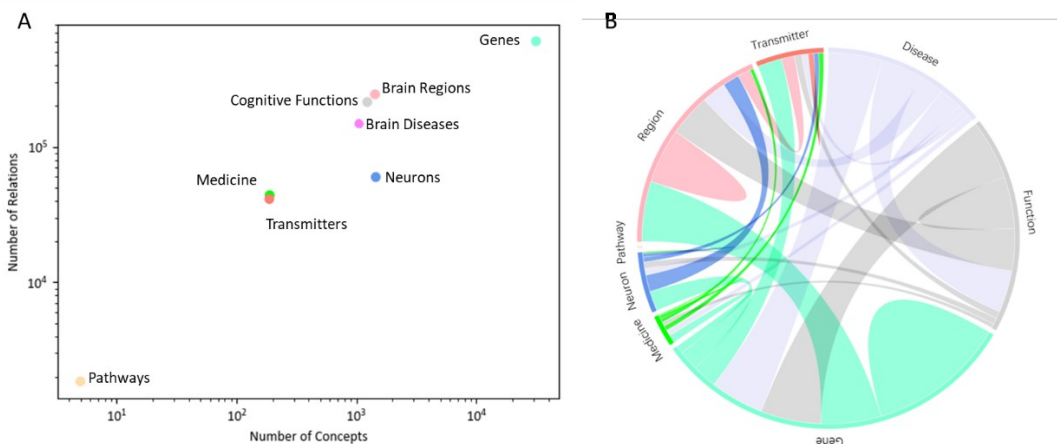 A
Number of Relations
10^5
10^4
Genes
Brain Regions
Cognitive Functions
Brain Diseases
Medicine
Neurons
Transmitters
Pathways
10^1
10^2
10^3
10^4
Number of Concepts
B
Transmitter
Disease
Region
Function
Pathway
Neuron
Medicine
Gene